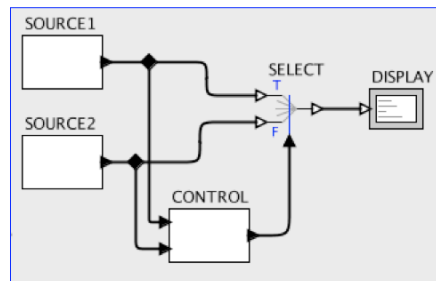 SOURCE1
SELECT
T
DISPLAY
SOURCE2
F
CONTROL